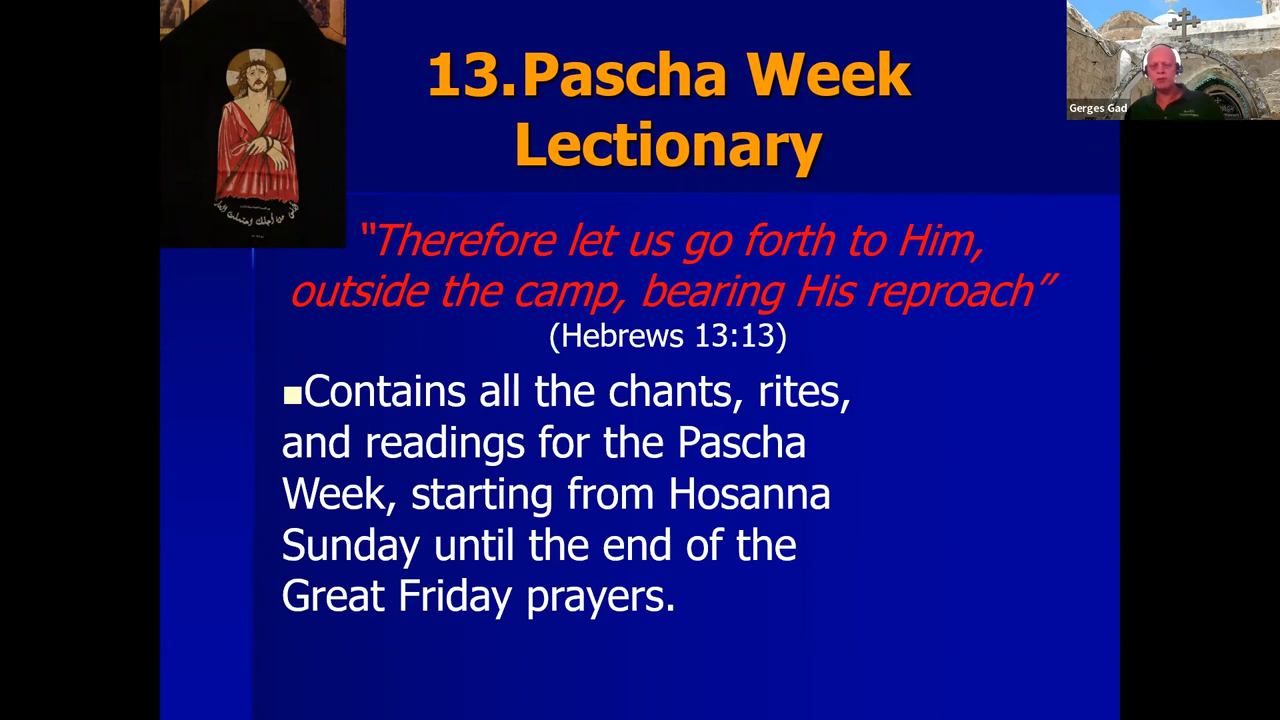 13.Pascha Week
Lectionary
Gerges Gad
“Therefore let us go forth to Him,
outside the camp, bearing His reproach”
(Hebrews 13:13)
Contains all the chants, rites,
and readings for the Pascha
Week, starting from Hosanna
Sunday until the end of the
Great Friday prayers.